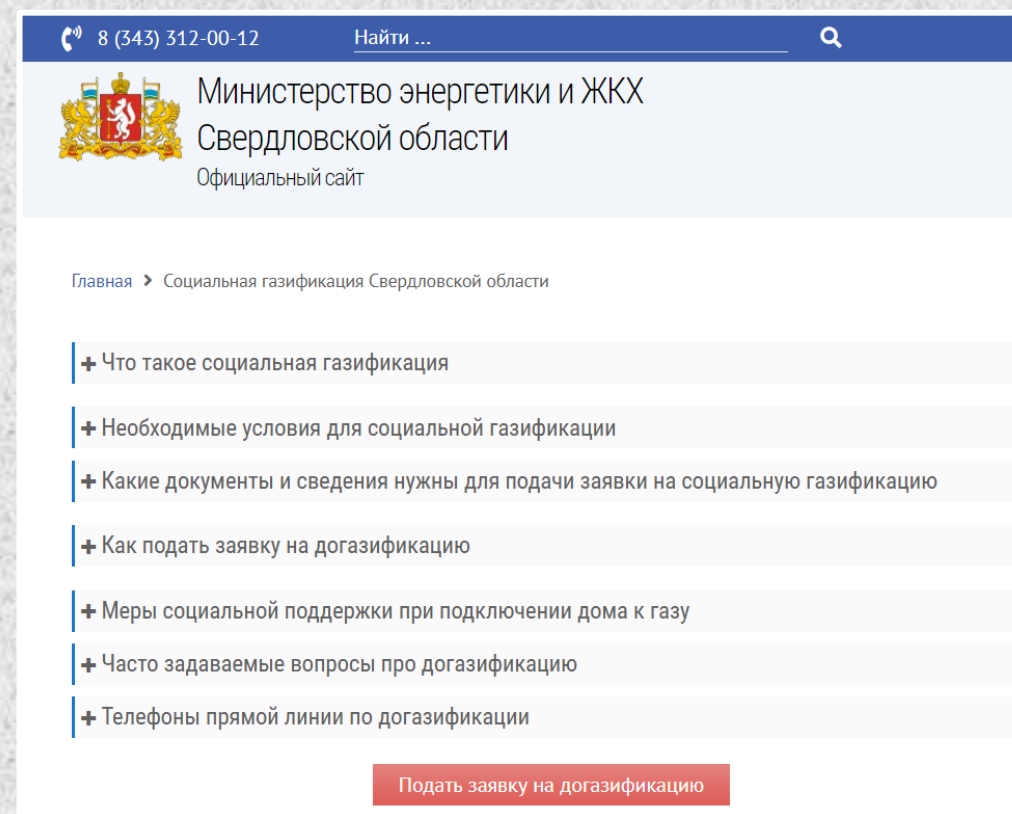 8 (343) 312-00-12 Найти ...
Министерство энергетики и ЖКХ
Свердловской области
Официальный сайт
Главная > Социальная газификация Свердловской области
+ Что такое социальная газификация
+ Необходимые условия для социальной газификации
+ Какие документы и сведения нужны для подачи заявки на социальную газификацию
+ Как подать заявку на догазификацию
+ Меры социальной поддержки при подключении дома к газу
+ Часто задаваемые вопросы про догазификацию
+ Телефоны прямой линии по догазификации
Подать заявку на догазификацию